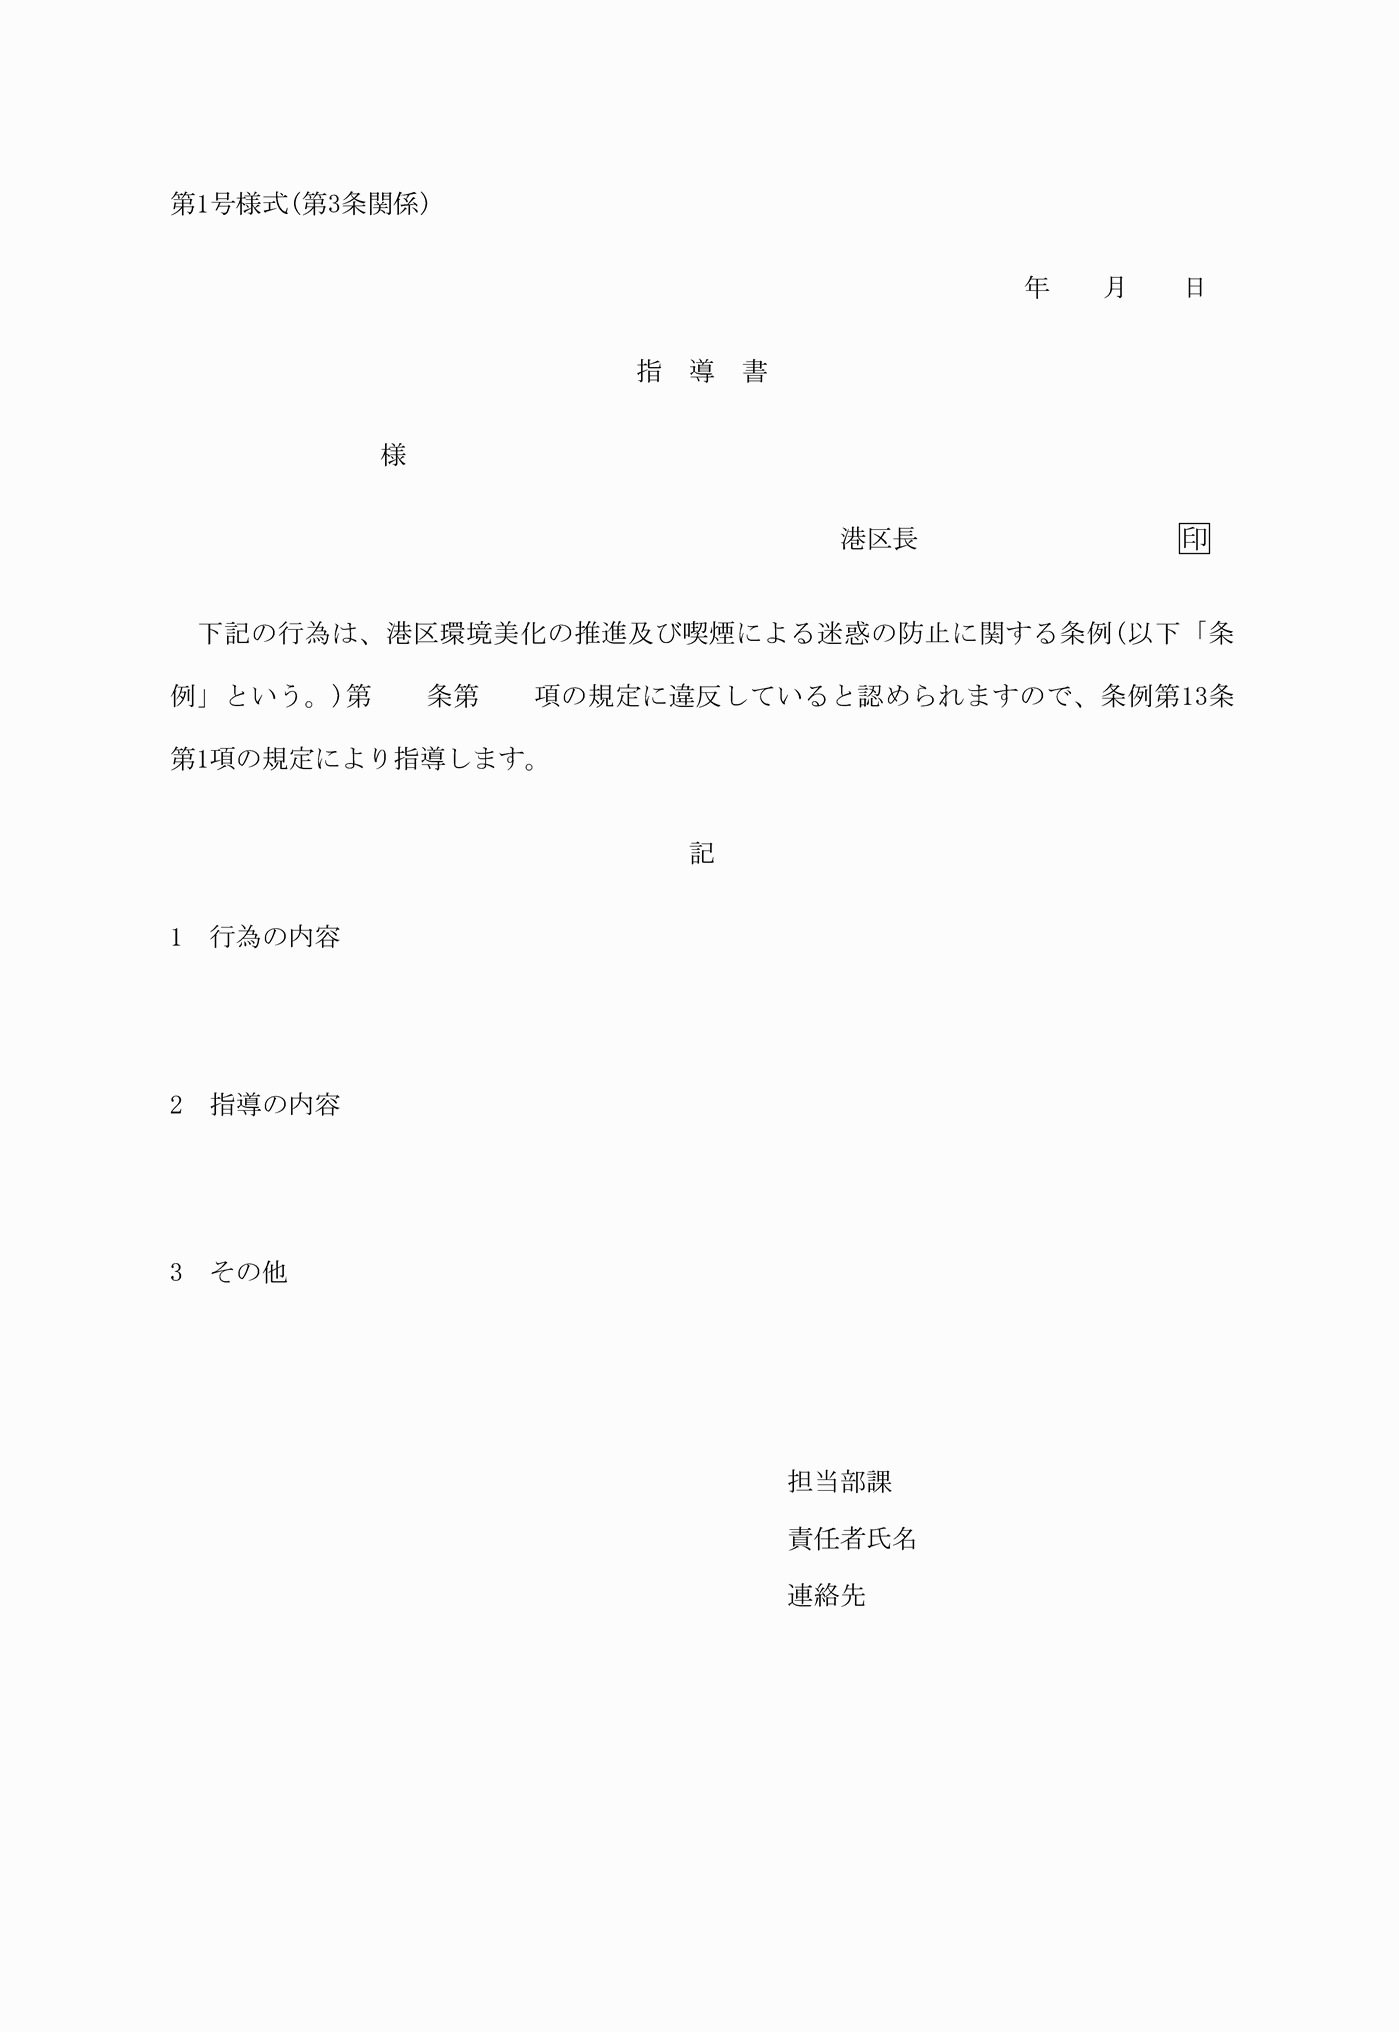 第1号様式(第3条関係)
年　　月　　日
指　導　書
様
港区長　　　　　　　　　　印
下記の行為は、港区環境美化の推進及び喫煙による迷惑の防止に関する条例(以下「条
例」という。)第　　条第　　項の規定に違反していると認められますので、条例第13条
第1項の規定により指導します。
記
1　行為の内容
2　指導の内容
3　その他
担当部課
責任者氏名
連絡先